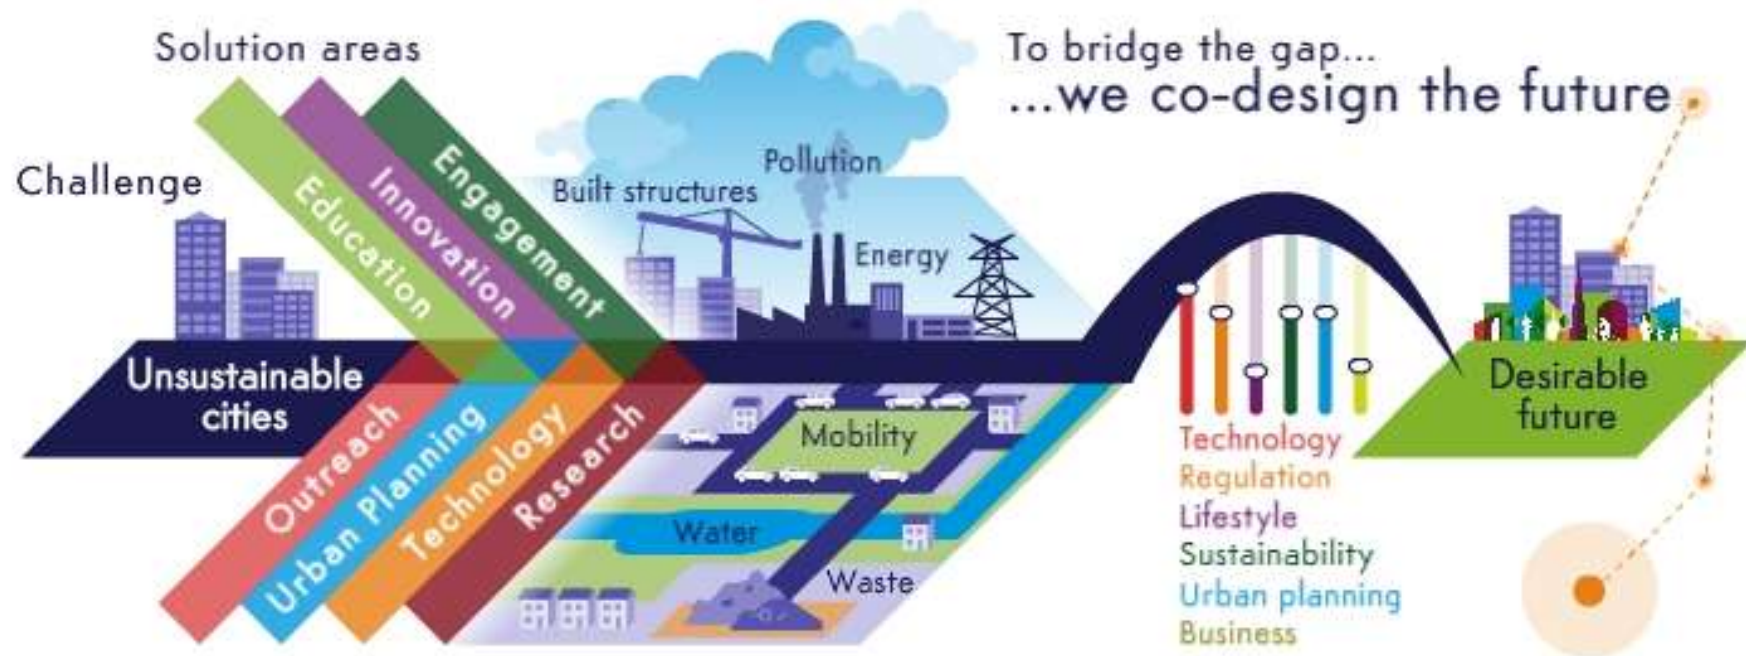 Solution areas
To bridge the gap...
...we co-design the future
Challenge
Education
Innovation
Engagement
Unsustainable
cities
Outreach
Urban Planning
Technology
Research
Pollution
Built structures
Energy
Mobility
Water
Waste
Technology
Regulation
Lifestyle
Sustainability
Urban planning
Business
Desirable
future